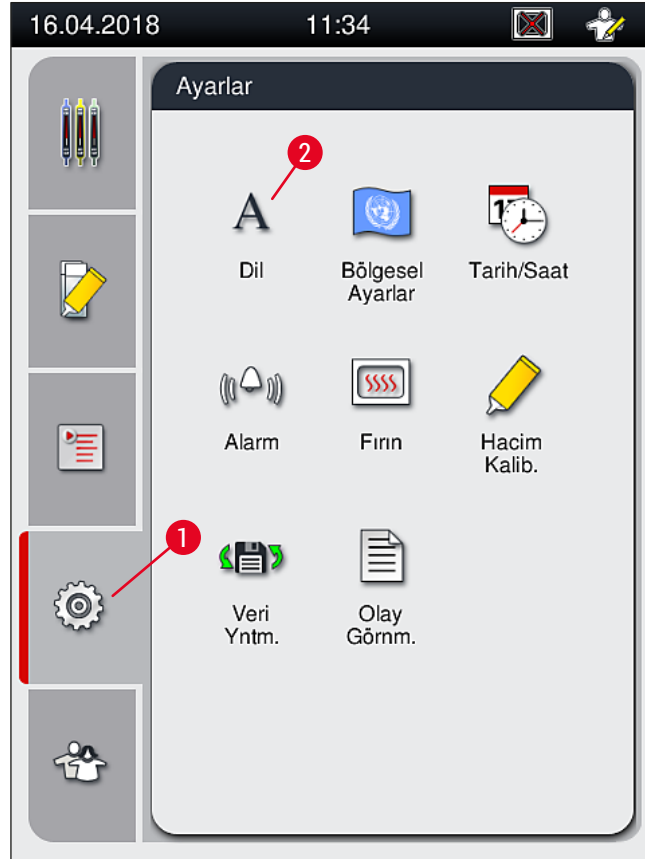 16.04.2018 11:34
Ayarlar
2
Dil
Bölgesel
Ayarlar
Tarih/Saat
17
Alarm
Fırın
Hacim
Kalib.
1
Veri
Yntm.
Olay
Görnm.